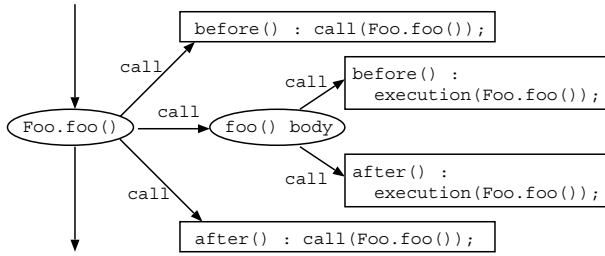 before() : call(Foo.foo());
call
before() :
execution(Foo.foo());
call
call
Foo.foo()
foo() body
call
after() :
execution(Foo.foo());
call
after() : call(Foo.foo());